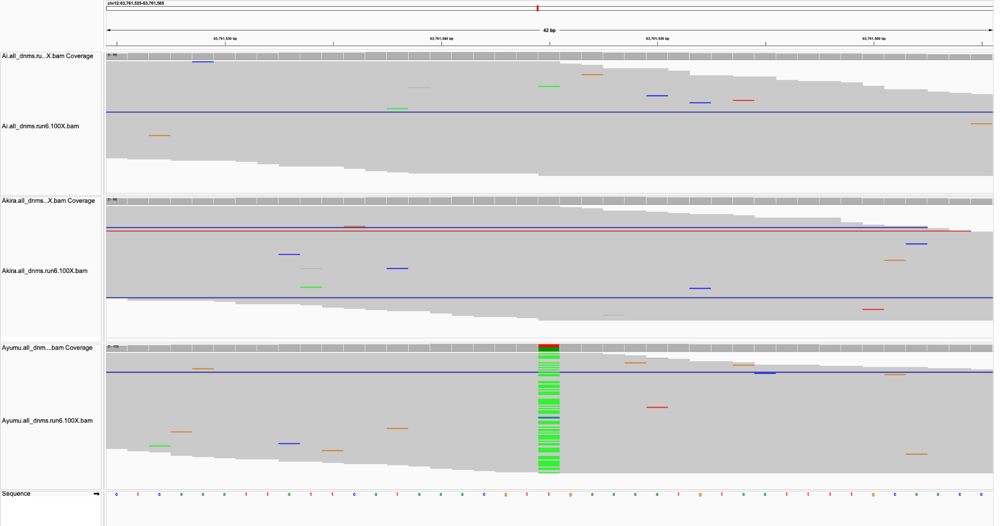 chr12:63,761,525-63,761,565
42 bp
63,761,530 bp 63,761,540 bp 63,761,550 bp 63,761,560 bp
Ai.all_dnms.ru...X.bam Coverage
[0 - 98]
Ai.all_dnms.run6.100X.bam
Akira.all_dnms...X.bam Coverage
[0 - 98]
Akira.all_dnms.run6.100X.bam
Ayumu.all_dnm....bam Coverage
[0 - 103]
Ayumu.all_dnms.run6.100X.bam
Sequence
c t c a a a t t a t t c a t a a a c g t t g a a a a t g t a a t t t t g c a a c c